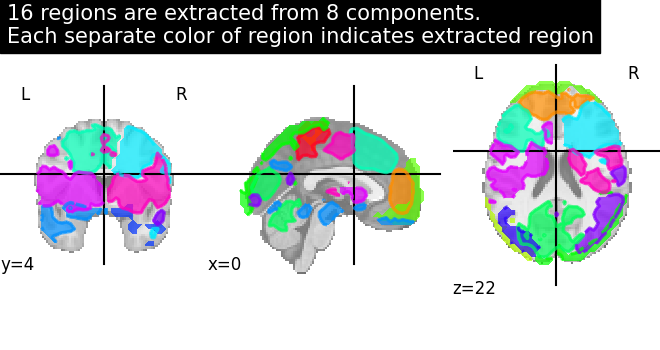 16 regions are extracted from 8 components.
Each separate color of region indicates extracted region
L R
L R
y=4
x=0
z=22